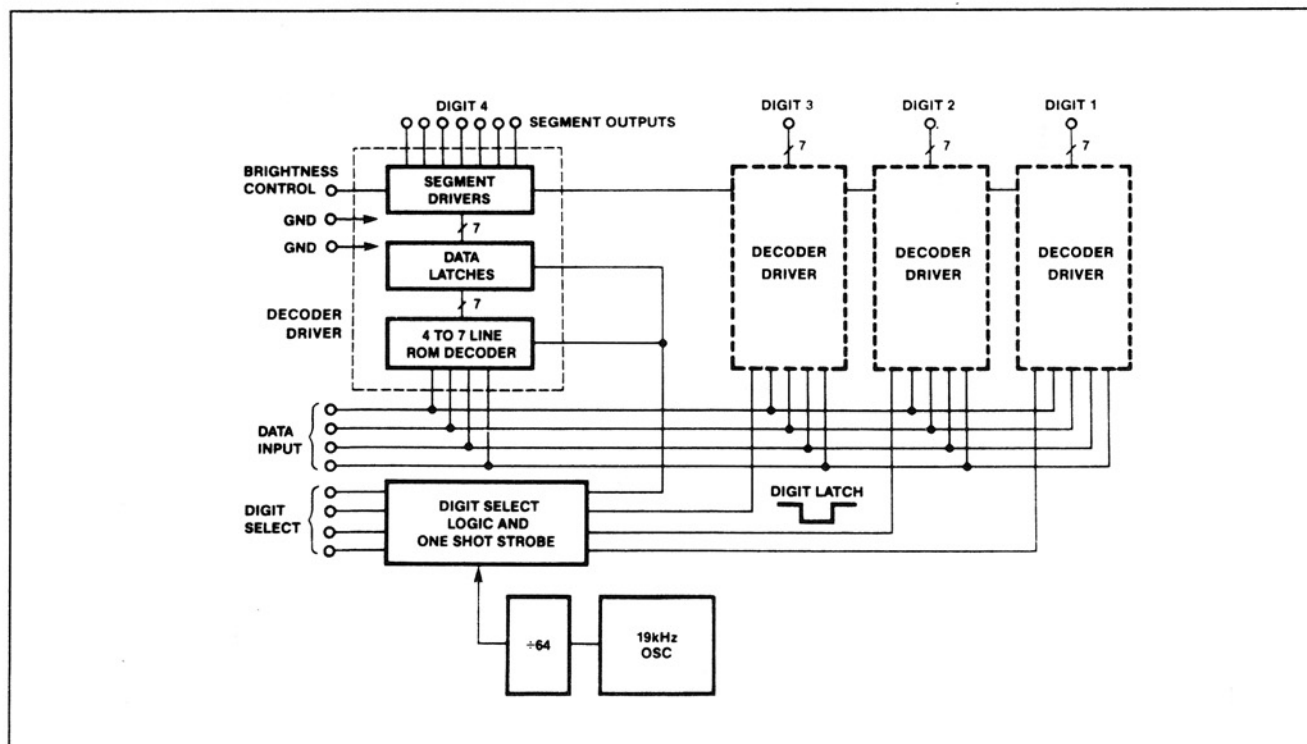 DIGIT 4
SEGMENT OUTPUTS
DIGIT 3
DIGIT 2
DIGIT 1
7
7
7
BRIGHTNESS
CONTROL
SEGMENT
DRIVERS
GND
7
GND
DATA
LATCHES
DECODER
DRIVER
DECODER
DRIVER
DECODER
DRIVER
7
DECODER
DRIVER
4 TO 7 LINE
ROM DECODER
DATA
INPUT
DIGIT
SELECT
DIGIT SELECT
LOGIC AND
ONE SHOT STROBE
DIGIT LATCH
÷64
19kHz
OSC